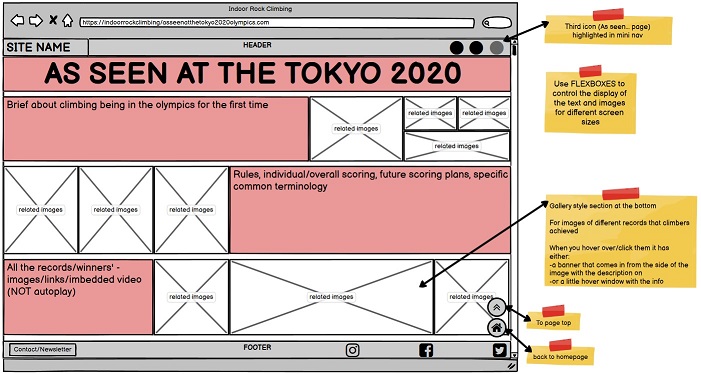 Indoor Rock Climbing
https://indoorrockclimbing/asseenatthetokyo2020olympics.com
SITE NAME
HEADER
AS SEEN AT THE TOKYO 2020
Brief about climbing being in the olympics for the first time
related images
related images
related images
related images
related images
related images
related images
Rules, individual/overall scoring, future scoring plans, specific
common terminology
All the records/winners' -
images/links/imbedded video
(NOT autoplay)
related images
related images
related images
Contact/Newsletter
FOOTER
Third icon (As seen... page)
highlighted in mini nav
Use FLEXBOXES to
control the display of
the text and images
for different screen
sizes
Gallery style section at the bottom
For images of different records that climbers
achieved
When you hover over/click them it has
either:
-a banner that comes in from the side of the
image with the description on
-or a little hover window with the info
To page top
back to homepage